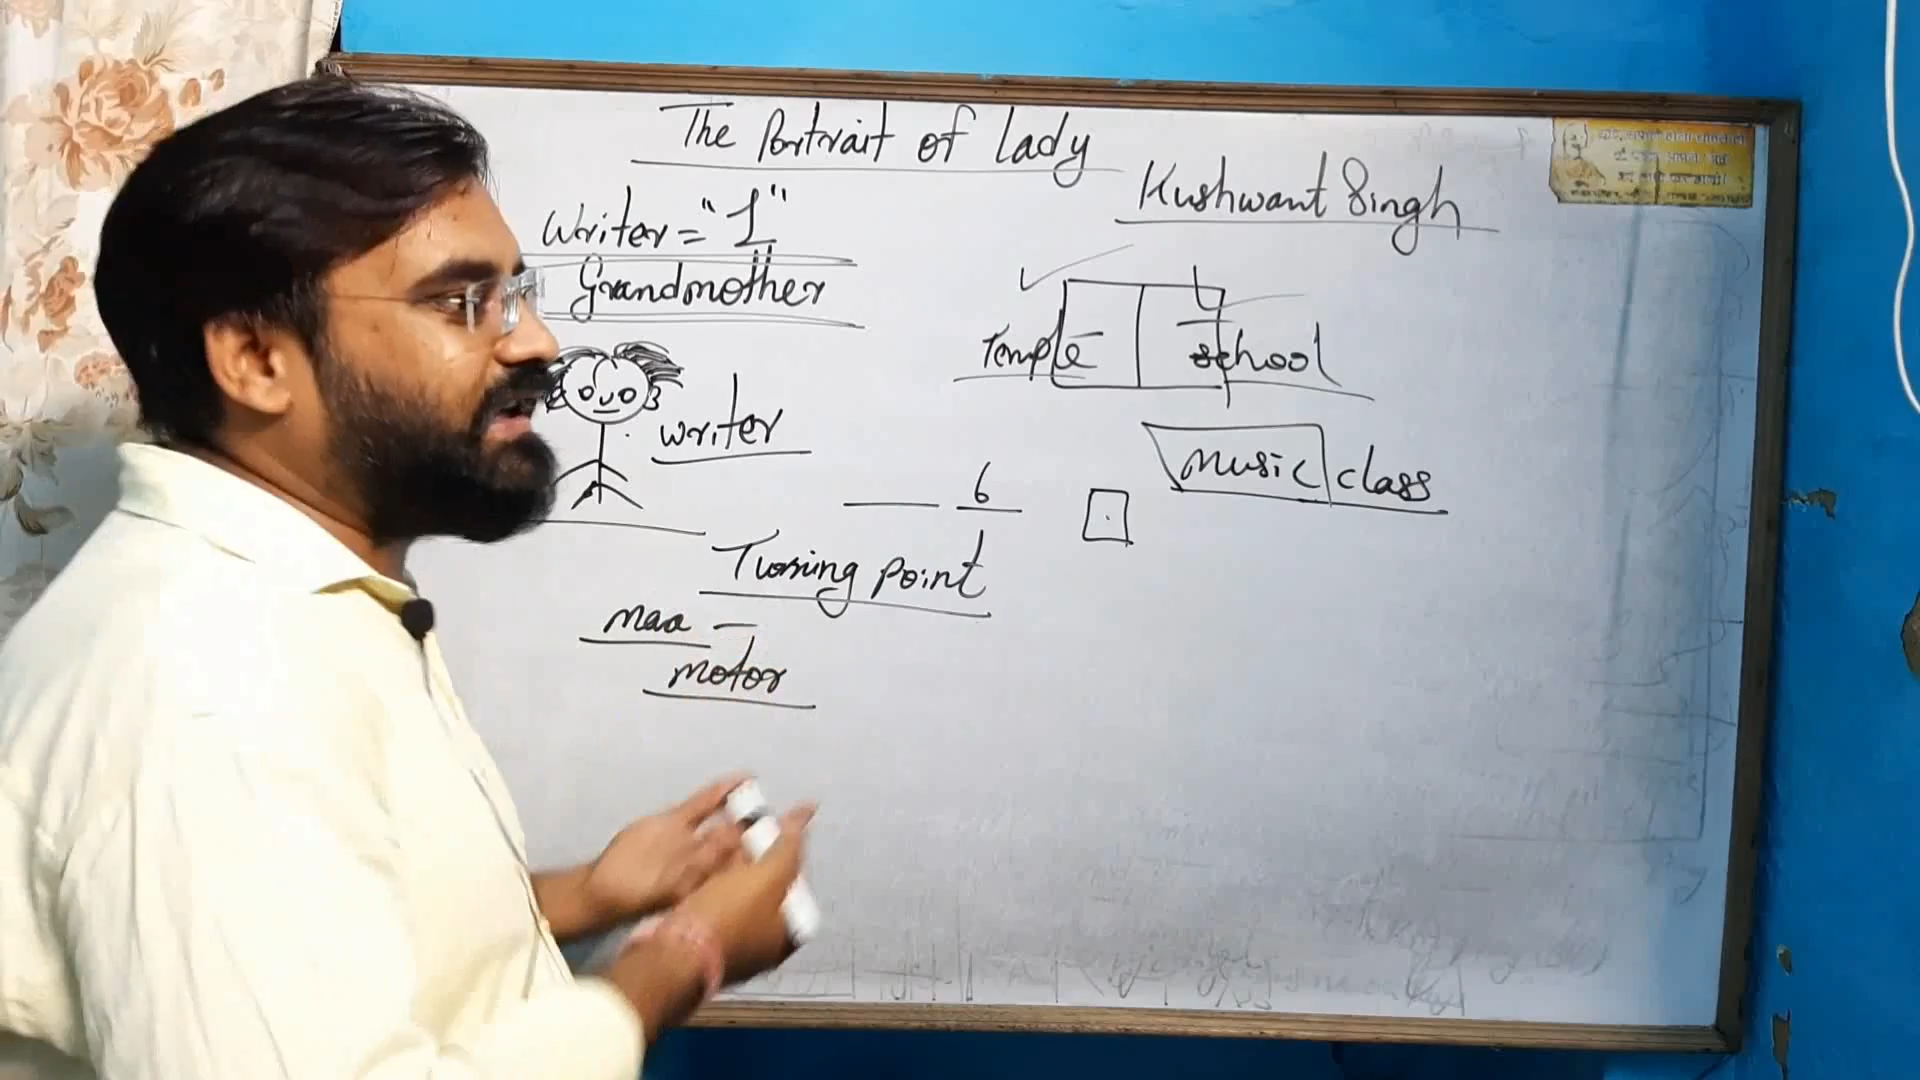 The Portrait of Lady
Kushwant Singh
Writer = "I"
Grandmother
Temple
school
writer
music class
6
Turning point
maa -
motor